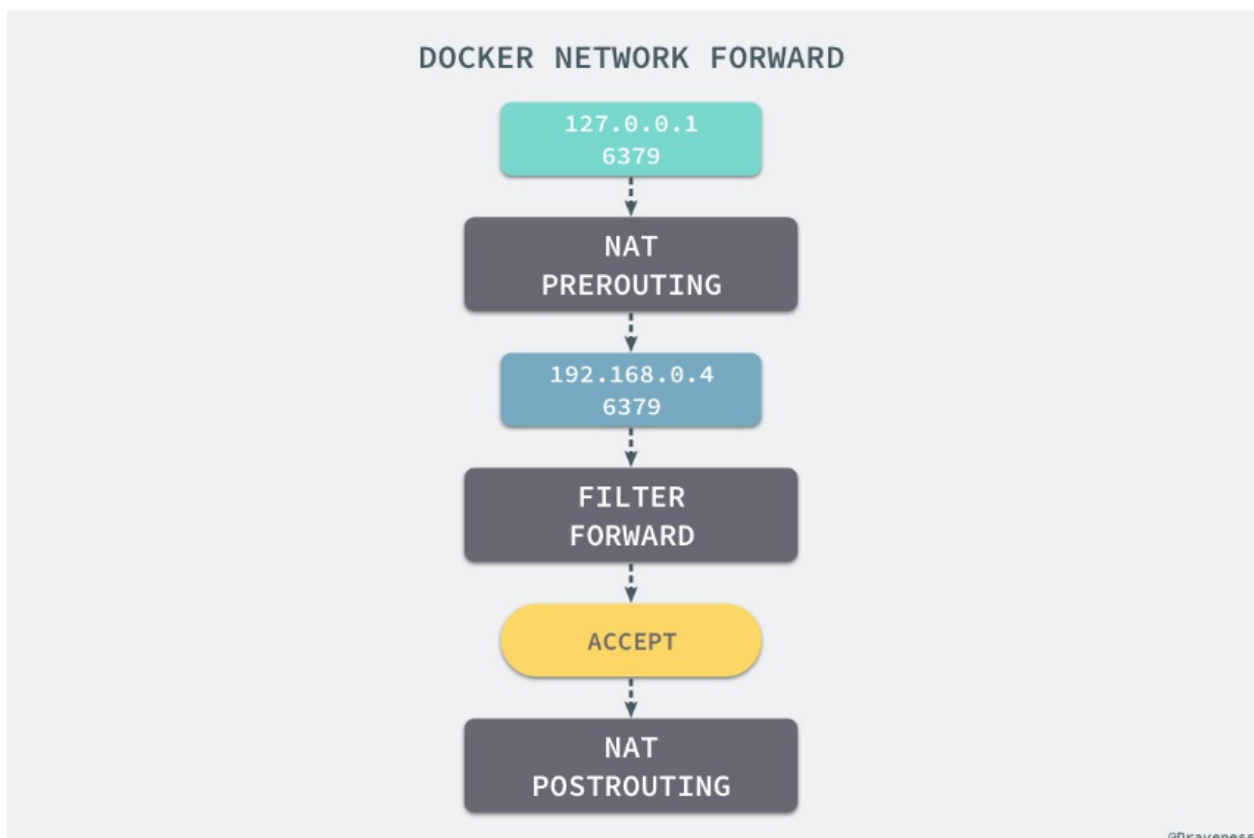 DOCKER NETWORK FORWARD
127.0.0.1
6379
NAT
PREROUTING
192.168.0.4
6379
FILTER
FORWARD
ACCEPT
NAT
POSTROUTING
@Draveness